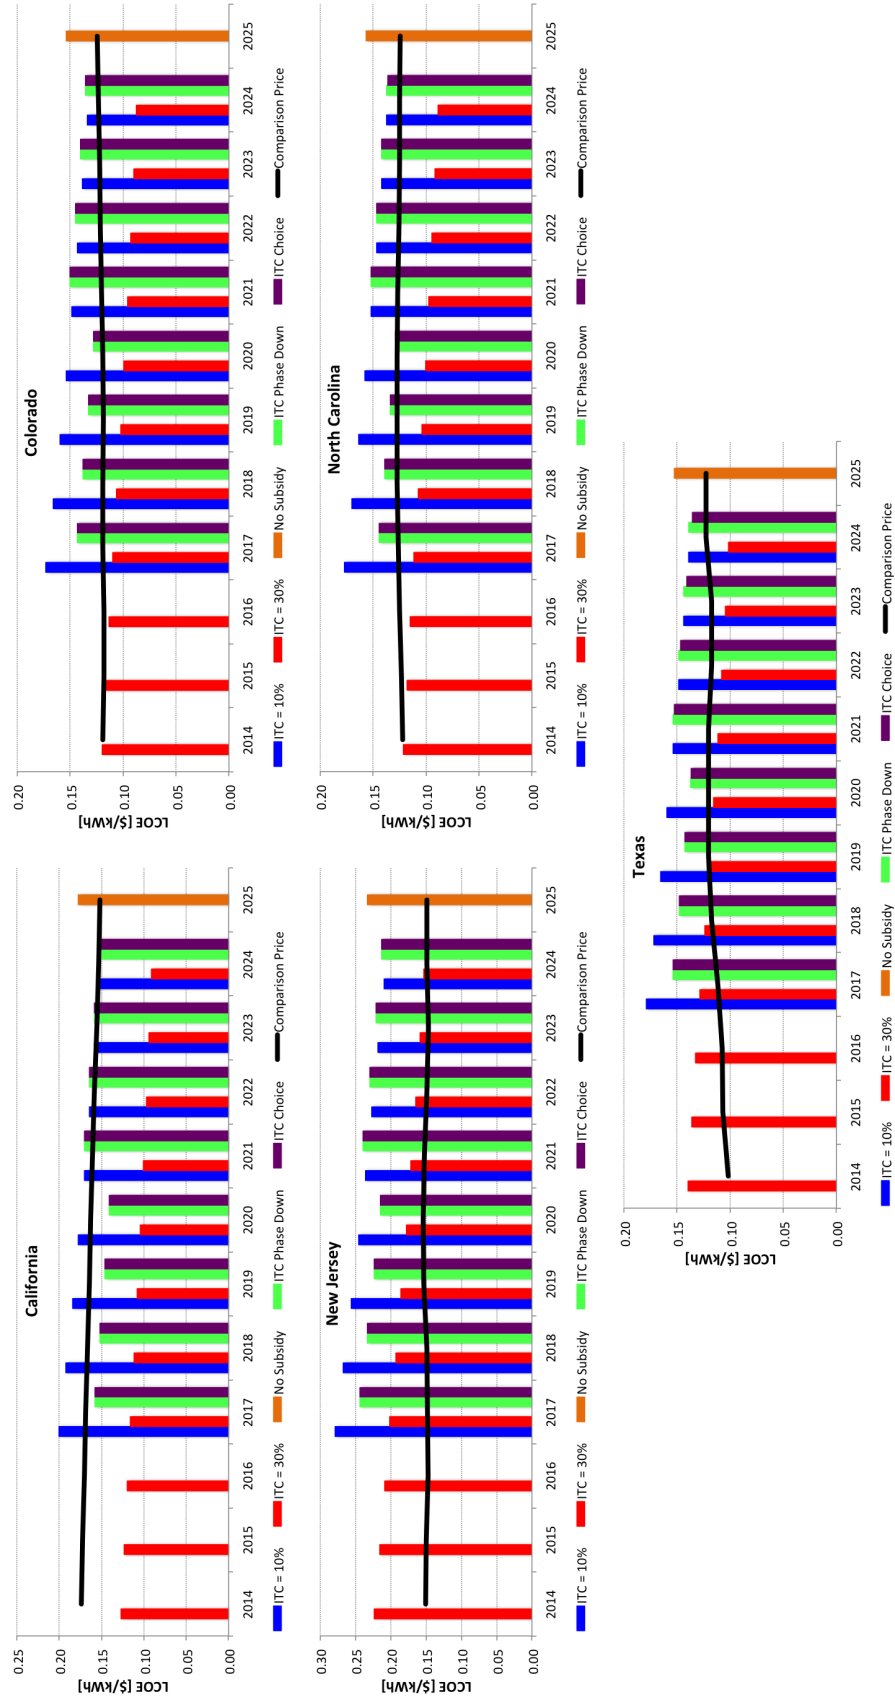 California
LCOE [$/kWh]
0.25
0.20
0.15
0.10
0.05
0.00
2014 2015 2016 2017 2018 2019 2020 2021 2022 2023 2024 2025
ITC = 10% ITC = 30% No Subsidy ITC Phase Down ITC Choice Comparison Price
Colorado
LCOE [$/kWh]
0.20
0.15
0.10
0.05
0.00
2014 2015 2016 2017 2018 2019 2020 2021 2022 2023 2024 2025
ITC = 10% ITC = 30% No Subsidy ITC Phase Down ITC Choice Comparison Price
New Jersey
LCOE [$/kWh]
0.30
0.25
0.20
0.15
0.10
0.05
0.00
2014 2015 2016 2017 2018 2019 2020 2021 2022 2023 2024 2025
ITC = 10% ITC = 30% No Subsidy ITC Phase Down ITC Choice Comparison Price
North Carolina
LCOE [$/kWh]
0.20
0.15
0.10
0.05
0.00
2014 2015 2016 2017 2018 2019 2020 2021 2022 2023 2024 2025
ITC = 10% ITC = 30% No Subsidy ITC Phase Down ITC Choice Comparison Price
Texas
LCOE [$/kWh]
0.20
0.15
0.10
0.05
0.00
2014 2015 2016 2017 2018 2019 2020 2021 2022 2023 2024 2025
ITC = 10% ITC = 30% No Subsidy ITC Phase Down ITC Choice Comparison Price